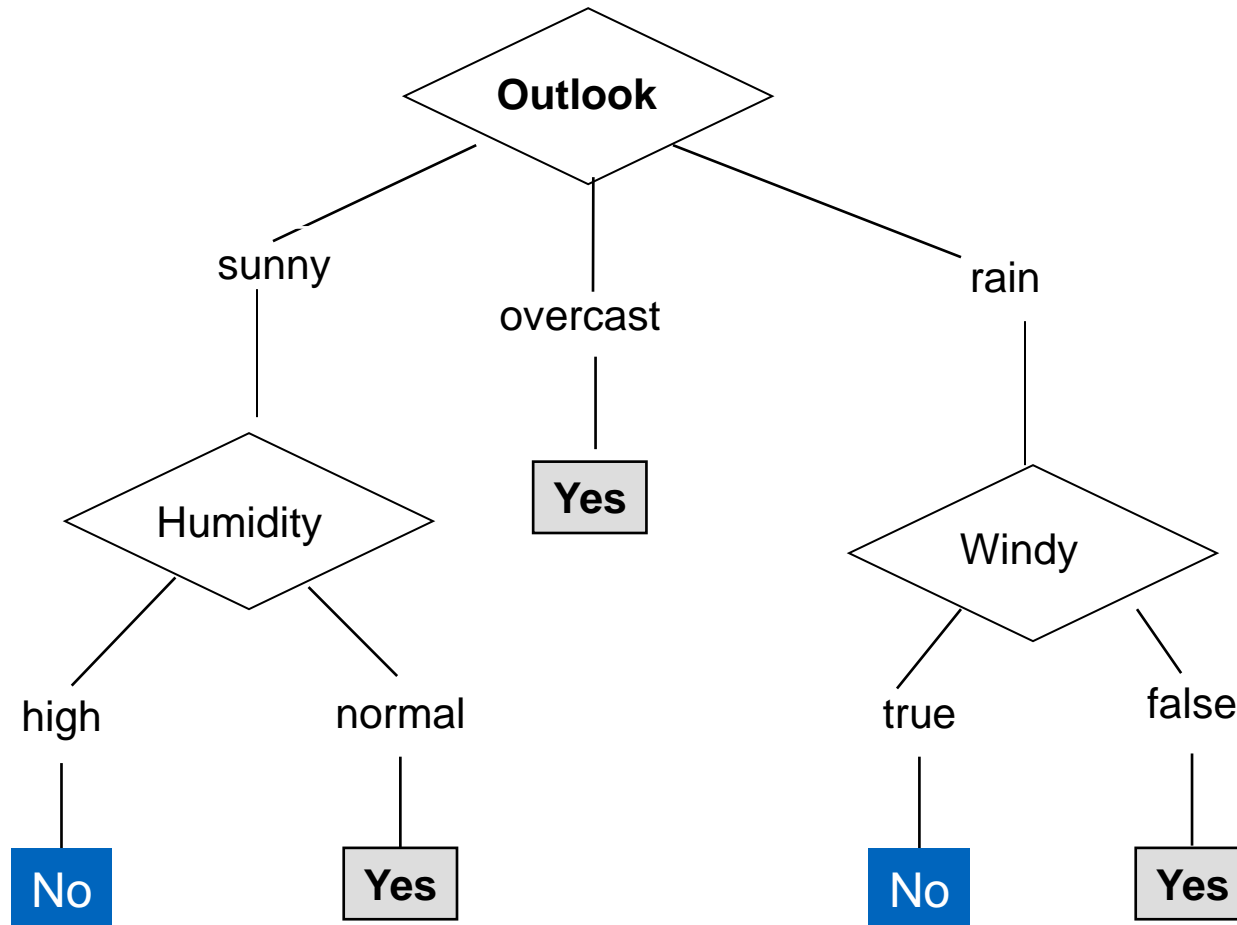 Outlook
sunny
rain
overcast
Yes
Humidity
Windy
high
normal
true
false
No
Yes
No
Yes